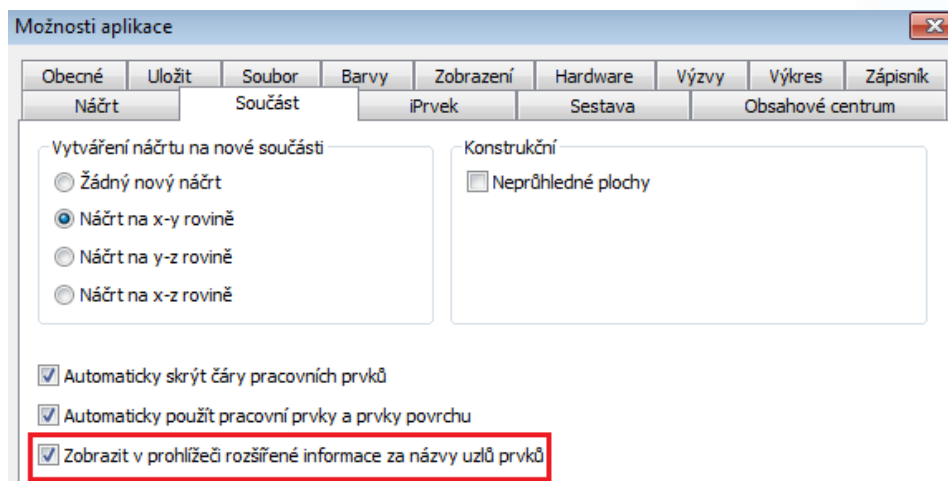 Možnosti aplikace
Obecné Uložit Soubor Barvy Zobrazení Hardware Výzvy Výkres Zápisník
Náčrt Součást iPrvek Sestava Obsahové centrum
Vytváření náčrtu na nové součásti
Žádný nový náčrt
Náčrt na x-y rovině
Náčrt na y-z rovině
Náčrt na x-z rovině
Konstrukční
Neprůhledné plochy
Automaticky skrýt čáry pracovních prvků
Automaticky použít pracovní prvky a prvky povrchu
Zobrazit v prohlížeči rozšířené informace za názvy uzlů prvků